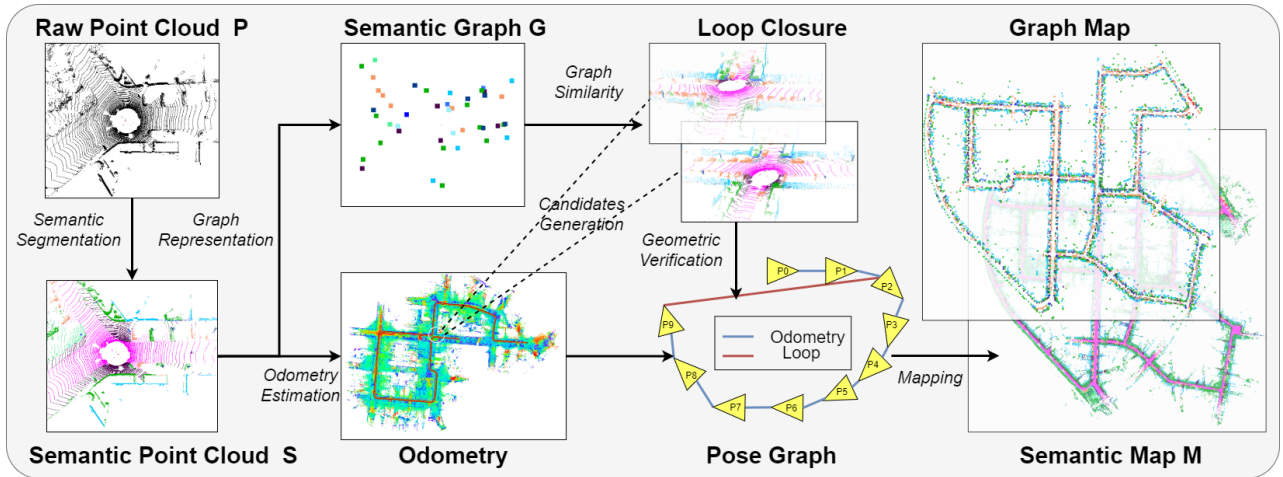 Raw Point Cloud P
Semantic Graph G
Loop Closure
Graph Map
Graph
Similarity
Semantic
Segmentation
Graph
Representation
Candidates
Generation
Geometric
Verification
P0
P1
P2
P3
P4
P5
P6
P7
P8
P9
Odometry
Loop
Odometry
Estimation
Mapping
Semantic Point Cloud S
Odometry
Pose Graph
Semantic Map M